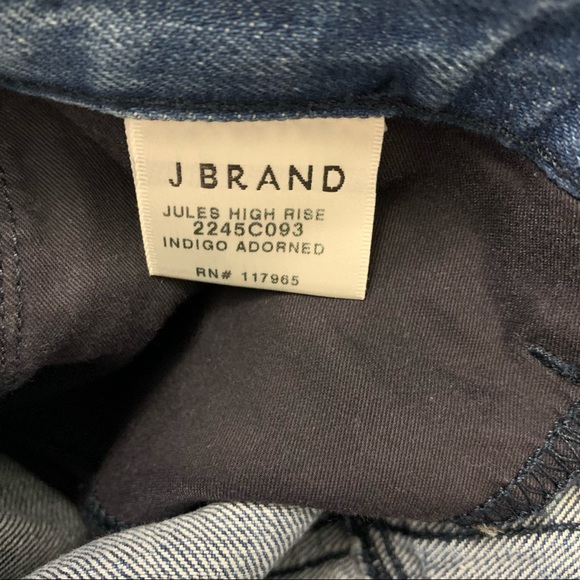 J BRAND
JULES HIGH RISE
2245C093
INDIGO ADORNED
RN# 117965